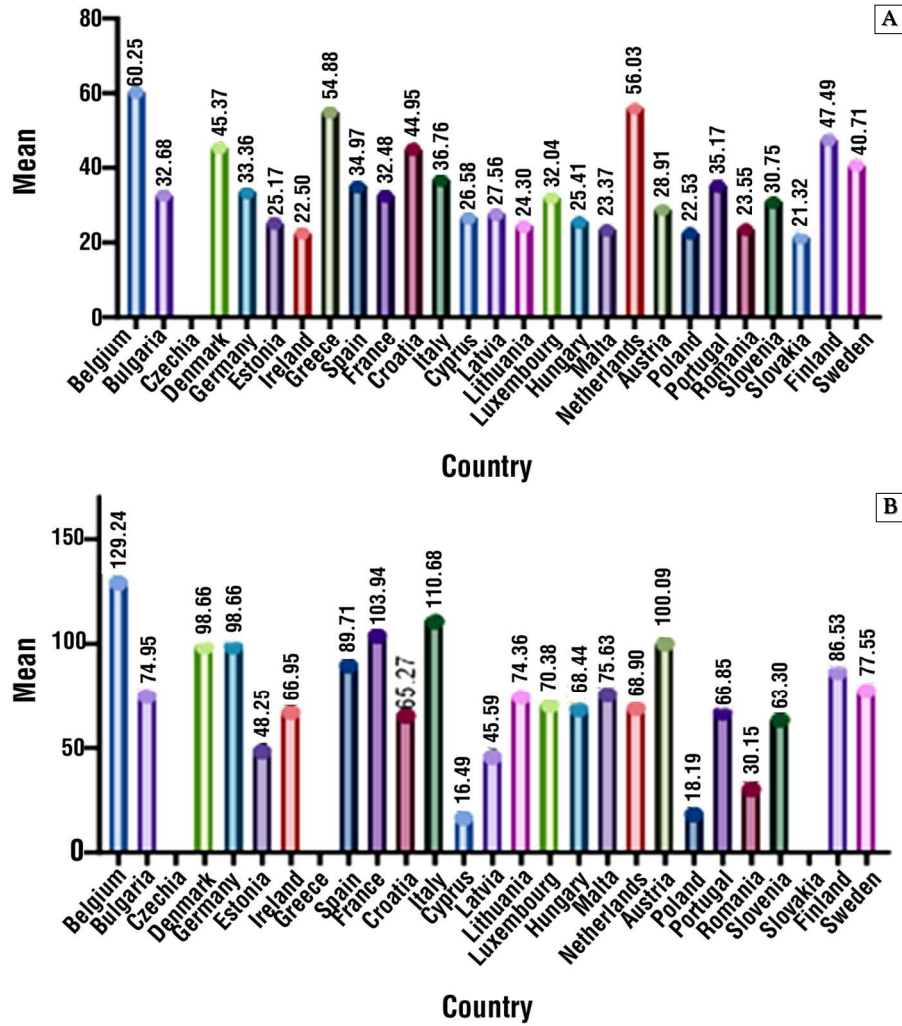 A
Mean
80
60
40
20
0
60.25
32.68
45.37
33.36
25.17
22.50
54.88
34.97
32.48
44.95
36.76
26.58
27.56
24.30
32.04
25.41
23.37
56.03
28.91
22.53
35.17
23.55
30.75
21.32
47.49
40.71
Belgium
Bulgaria
Czechia
Denmark
Germany
Estonia
Ireland
Greece
Spain
France
Croatia
Italy
Cyprus
Latvia
Lithuania
Luxembourg
Hungary
Malta
Netherlands
Austria
Poland
Portugal
Romania
Slovenia
Slovakia
Finland
Sweden
Country
B
Mean
150
100
50
0
129.24
74.95
98.66
98.66
48.25
66.95
89.71
103.94
65.27
110.68
16.49
45.59
74.36
70.38
68.44
75.63
68.90
100.09
18.19
66.85
30.15
63.30
86.53
77.55
Belgium
Bulgaria
Czechia
Denmark
Germany
Estonia
Ireland
Greece
Spain
France
Croatia
Italy
Cyprus
Latvia
Lithuania
Luxembourg
Hungary
Malta
Netherlands
Austria
Poland
Portugal
Romania
Slovenia
Slovakia
Finland
Sweden
Country